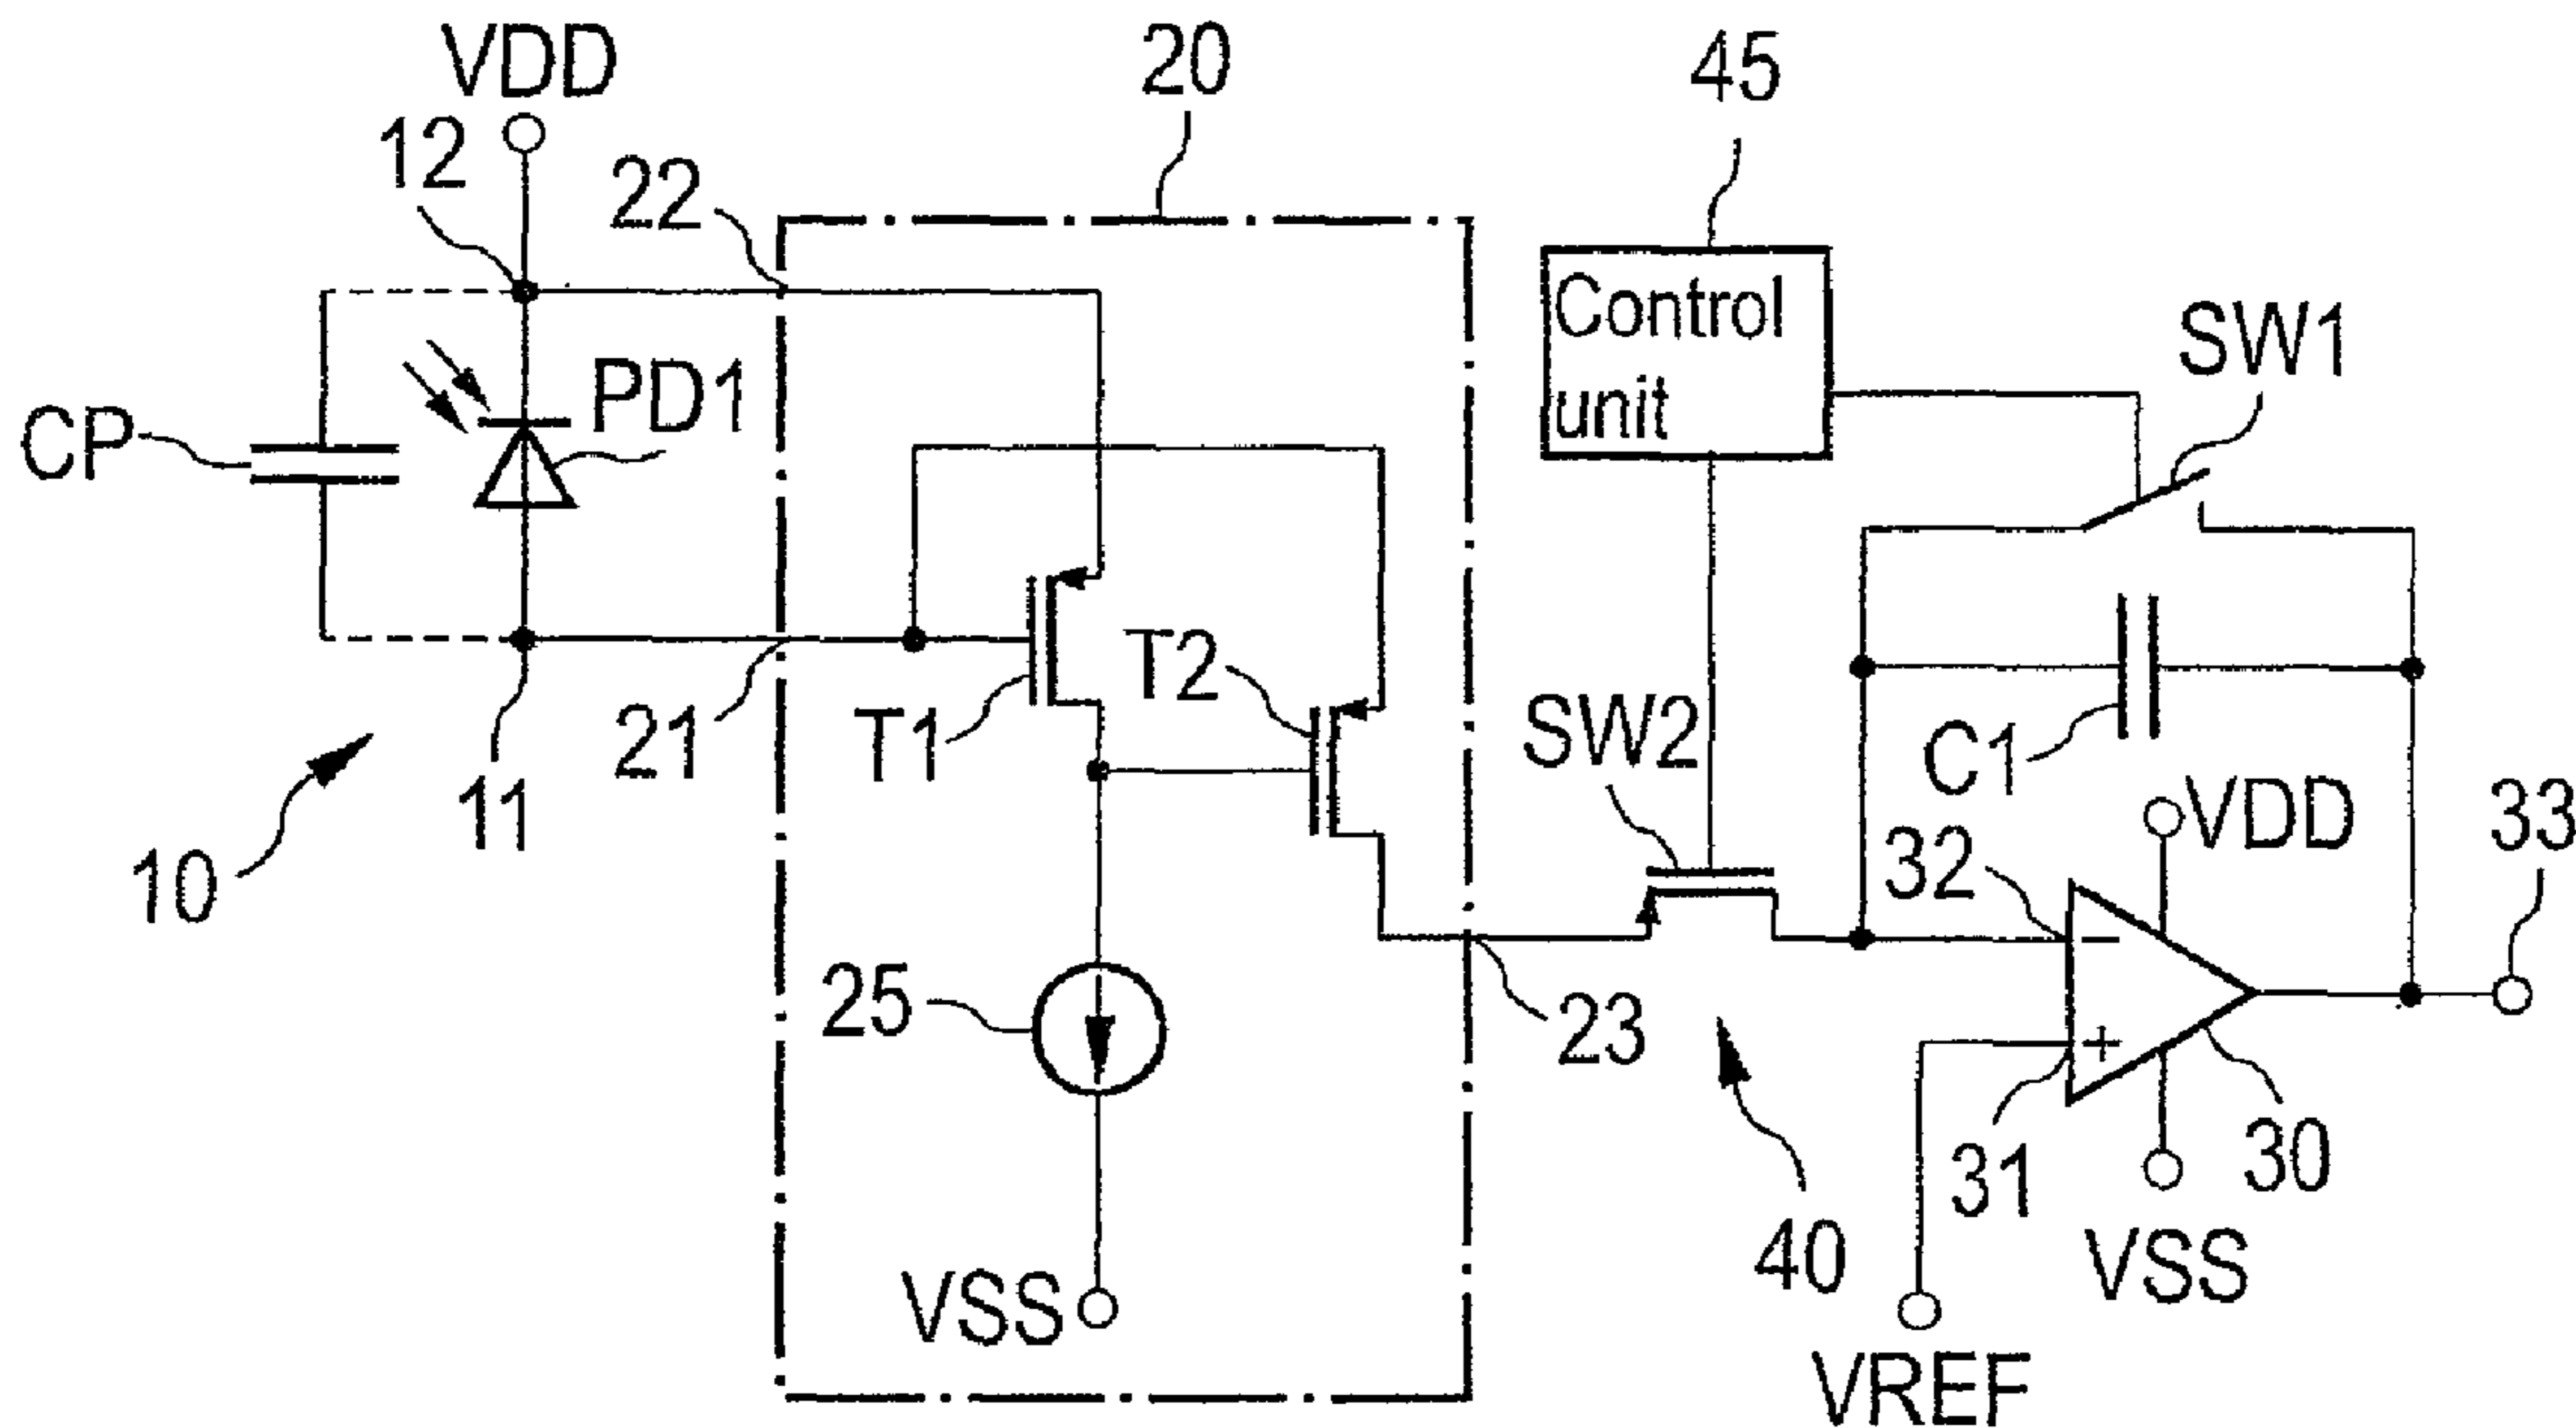 VDD
20
45
12
22
Control
unit
SW1
PD1
CP
T2
SW2
21
T1
C1
11
VDD
33
10
32
25
23
31
30
40
VSS
VSS
VREF